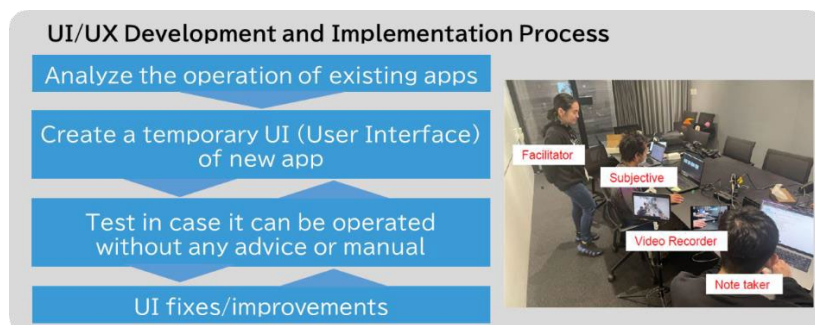 UI/UX Development and Implementation Process
Analyze the operation of existing apps
Create a temporary UI (User Interface)
of new app
Test in case it can be operated
without any advice or manual
UI fixes/improvements
Facilitator
Subjective
Video Recorder
Note taker